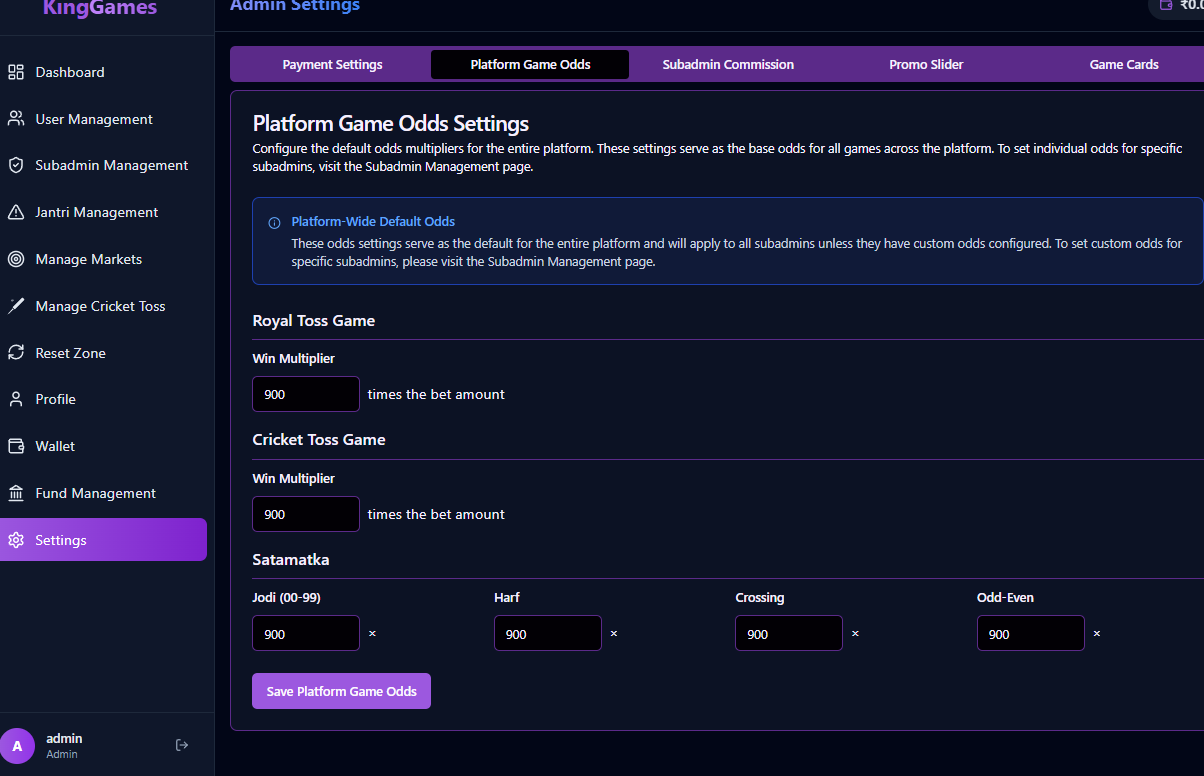 KingGames
Dashboard
User Management
Subadmin Management
Jantri Management
Manage Markets
Manage Cricket Toss
Reset Zone
Profile
Wallet
Fund Management
Settings
A
admin
Admin
Admin Settings
Payment Settings
Platform Game Odds
Subadmin Commission
Promo Slider
Game Cards
Platform Game Odds Settings
Configure the default odds multipliers for the entire platform. These settings serve as the base odds for all games across the platform. To set individual odds for specific
subadmins, visit the Subadmin Management page.
Platform-Wide Default Odds
These odds settings serve as the default for the entire platform and will apply to all subadmins unless they have custom odds configured. To set custom odds for
specific subadmins, please visit the Subadmin Management page.
Royal Toss Game
Win Multiplier
900 times the bet amount
Cricket Toss Game
Win Multiplier
900 times the bet amount
Satamatka
Jodi (00-99) Harf Crossing Odd-Even
900 × 900 × 900 × 900 ×
Save Platform Game Odds